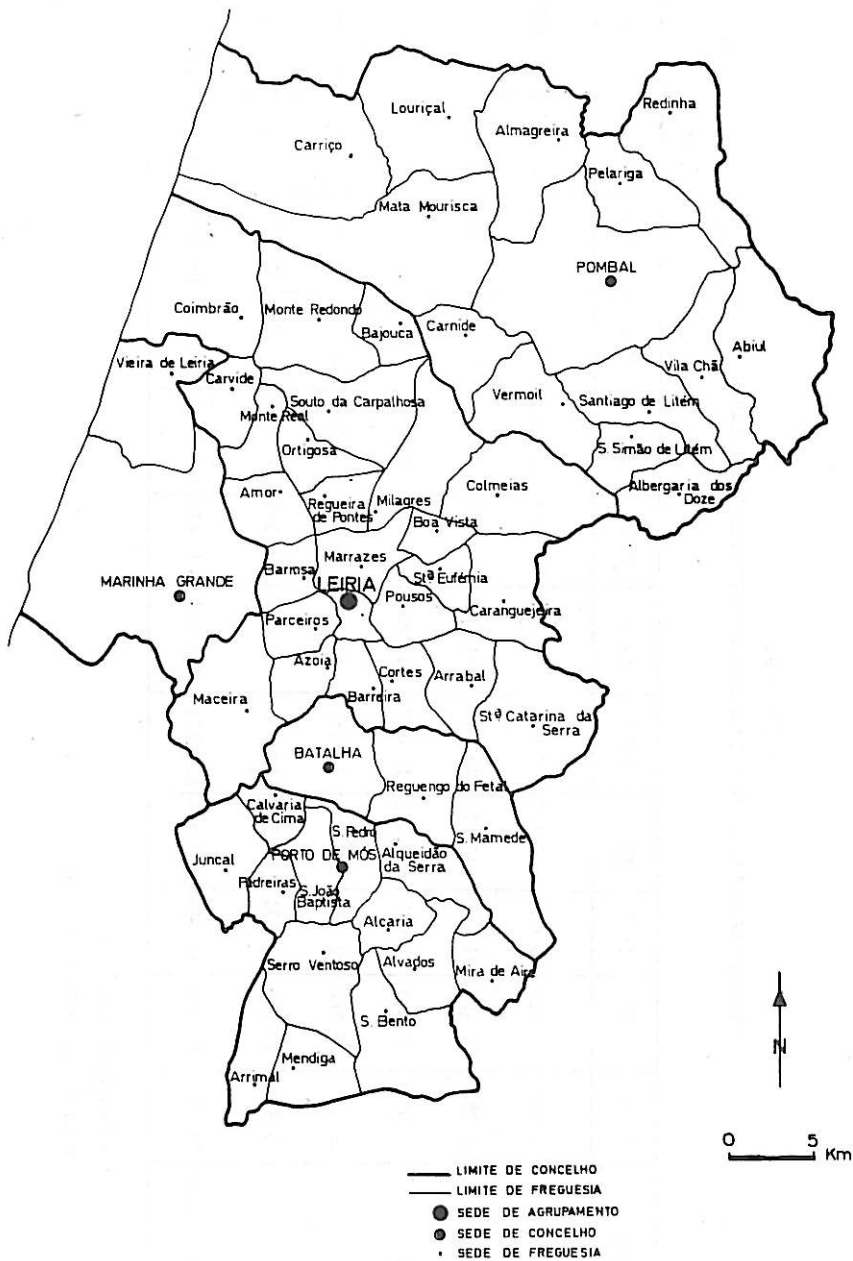 Redinha
Louriçal
Almagreira
Carriço
Pelariga
Mata Mourisca
POMBAL
Coimbrão
Monte Redondo
Bajouca
Carnide
Abiul
Vieira de Leiria
Vila Chã
Carvide
Souto da Carpalhosa
Vermoil
Santiago de Litém
Monte Real
Ortigosa
S. Simão de Litém
Amor
Regueira
de Pontes
Milagres
Colmeias
Albergaria dos
Doze
Boa Vista
Marrazes
Barrosa
Stª Eufémia
MARINHA GRANDE
LEIRIA
Pousos
Caranguejeira
Parceiros
Azoia
Cortes
Arrabal
Maceira
Barreira
Stª Catarina da
Serra
BATALHA
Reguengo do Fetal
Calvaria
de Cima
S. Pedro
S. Mamede
Juncal
PORTO DE MÓS
Alqueidão
da Serra
Pedreiras
S. João
Baptista
Alcaria
Serro Ventoso
Alvados
Mira de Aire
S. Bento
Mendiga
Arrimal
N
0 5
Km
LIMITE DE CONCELHO
LIMITE DE FREGUESIA
SEDE DE AGRUPAMENTO
SEDE DE CONCELHO
SEDE DE FREGUESIA